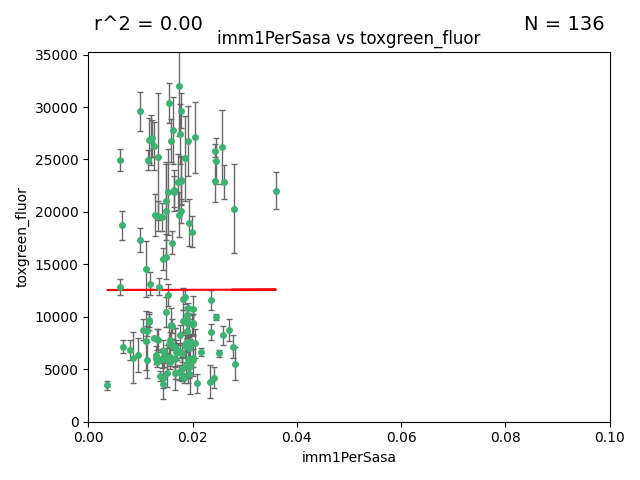 r^2 = 0.00
N = 136
imm1PerSasa vs toxgreen_fluor
35000
30000
25000
20000
15000
10000
5000
0
toxgreen_fluor
0.00
0.02
0.04
0.06
0.08
0.10
imm1PerSasa